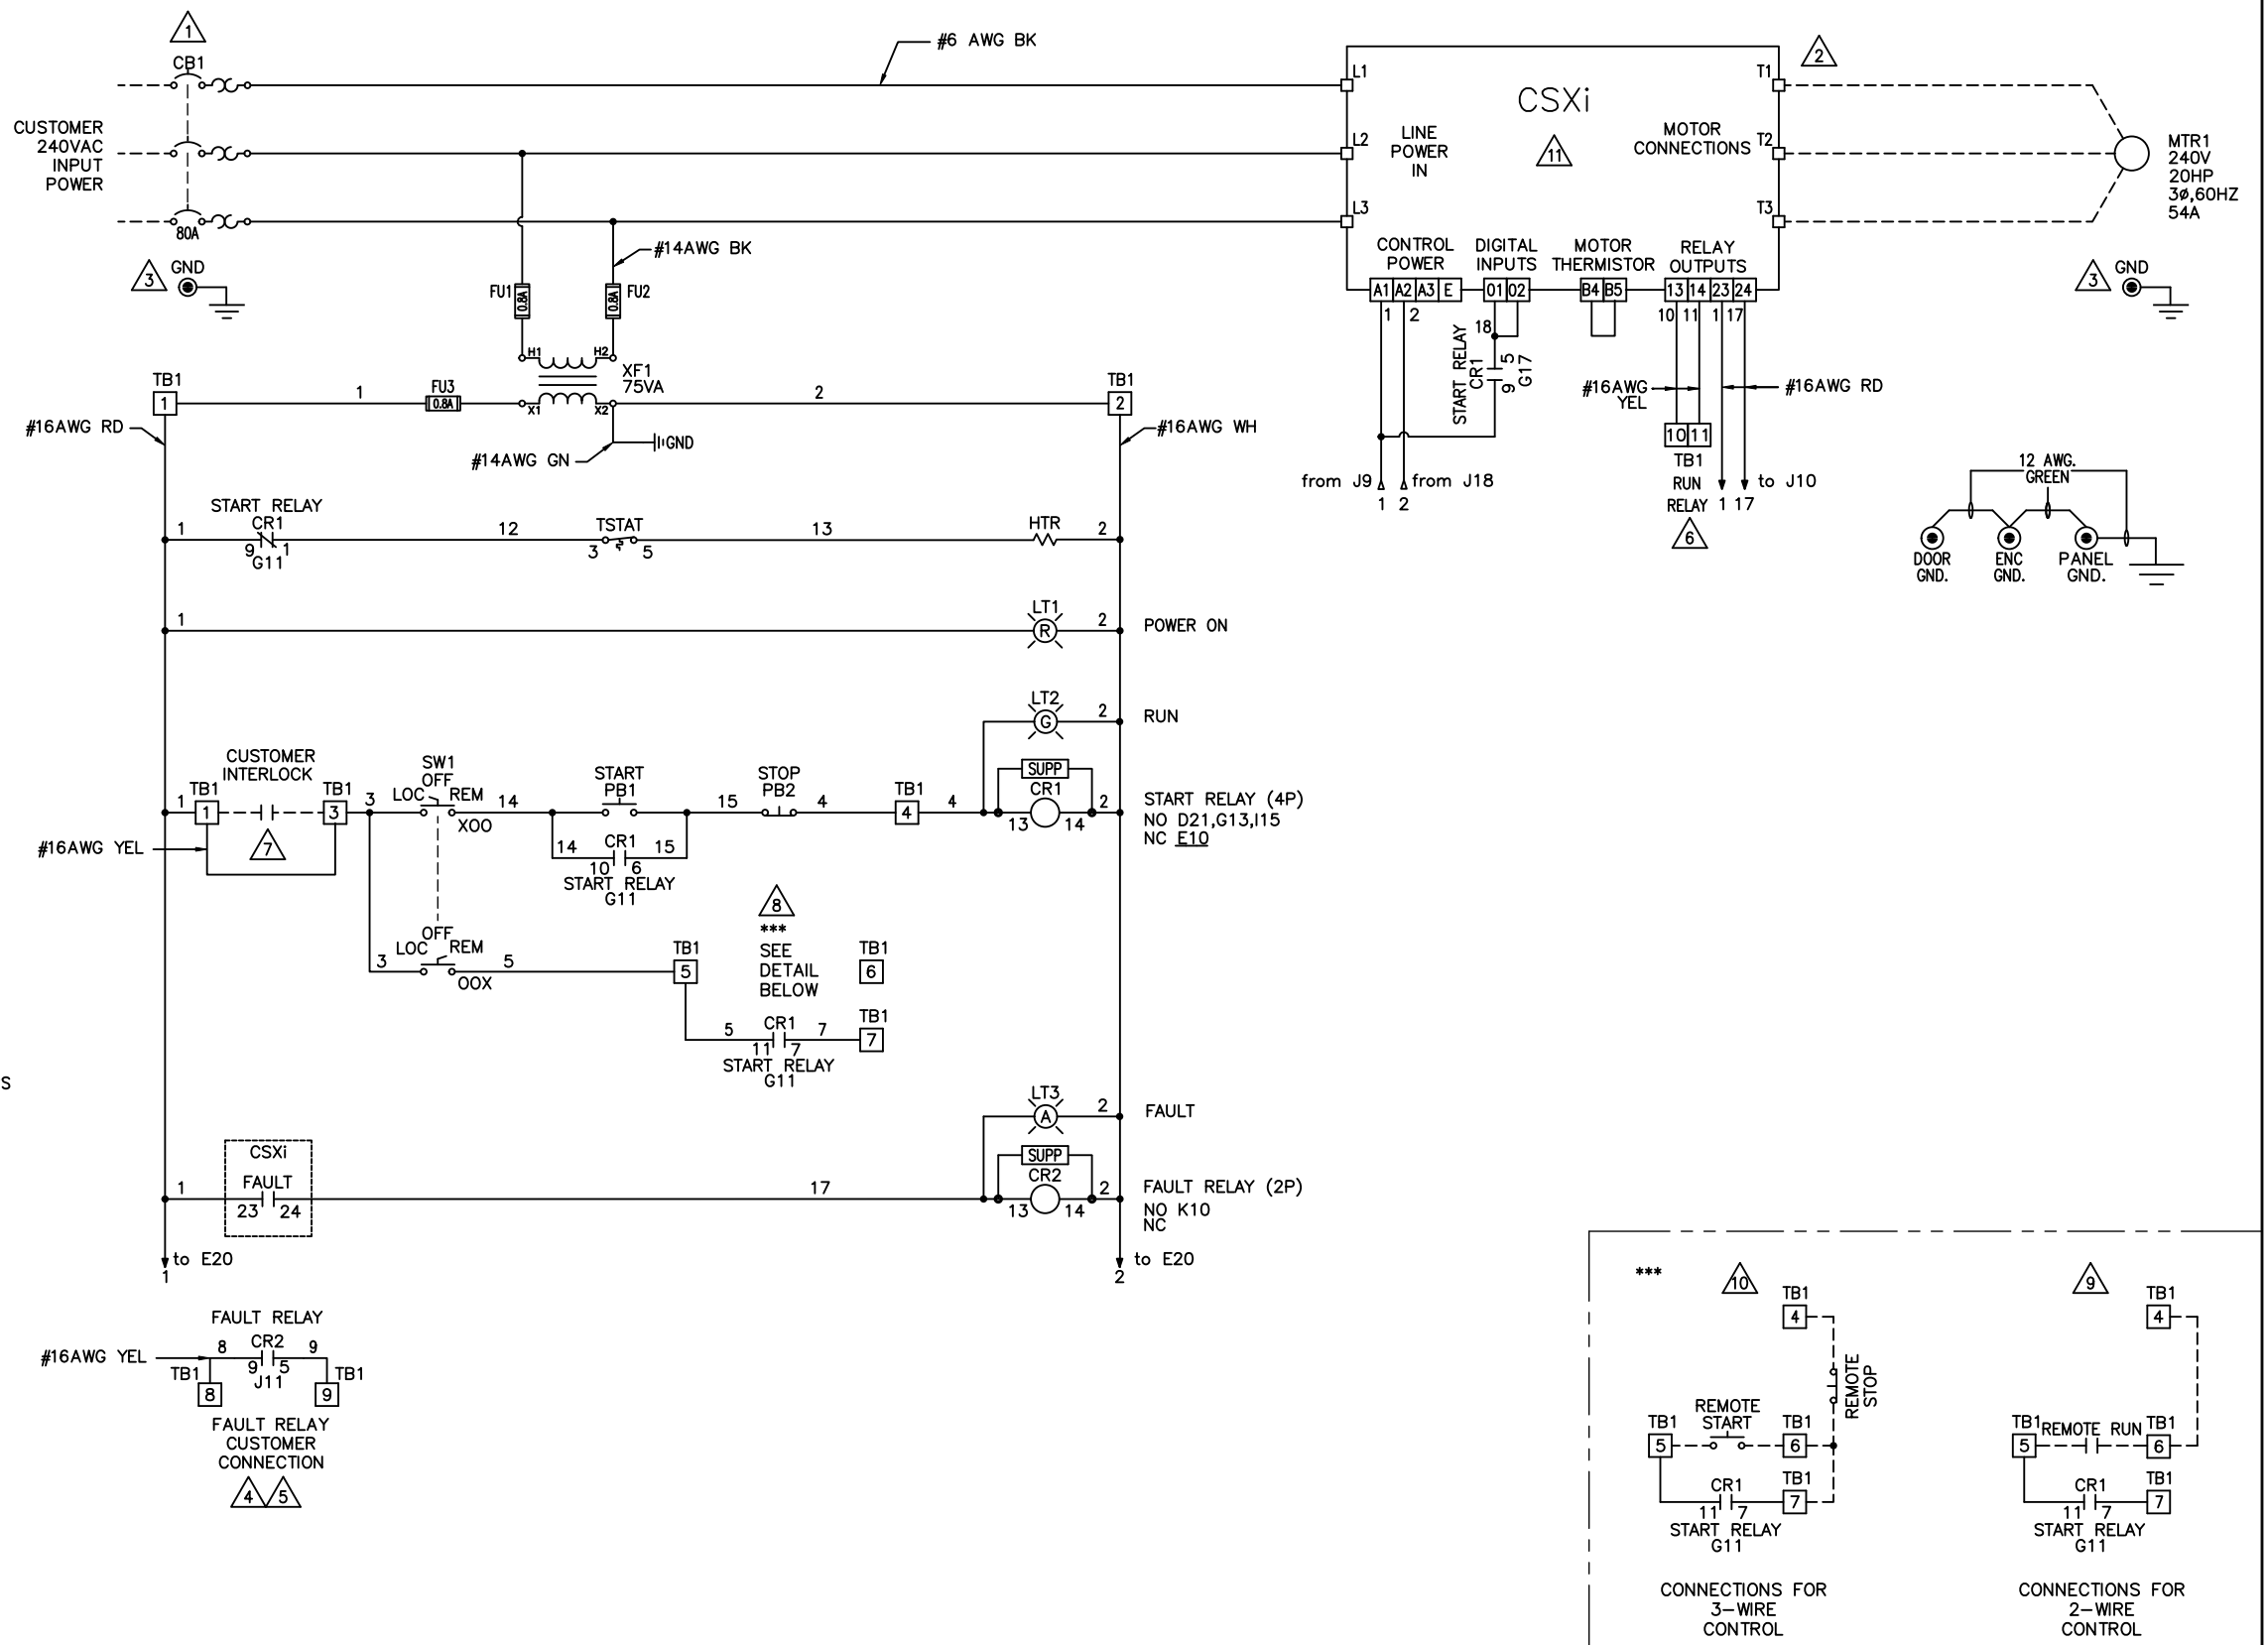 1
CB1
#6 AWG BK
CUSTOMER
240VAC
INPUT
POWER
80A
3
GND
L1
L2
L3
CSXi
LINE
POWER
IN
11
MOTOR
CONNECTIONS
T1
T2
T3
2
MTR1
240V
20HP
3ø,60HZ
54A
3
GND
#14AWG BK
FU1
0.8A
0.8A
FU2
H1
H2
XF1
75VA
X1
X2
CONTROL
POWER
DIGITAL
INPUTS
MOTOR
THERMISTOR
RELAY
OUTPUTS
A1 A2 A3 E
01 02
B4 B5
13 14 23 24
1 2
18
10 11 1 17
START RELAY
CR1
9 5
G17
#16AWG
YEL
#16AWG RD
10 11
TB1
RUN
RELAY
1 17
to J10
6
from J9
from J18
1 2
12 AWG.
GREEN
DOOR
GND.
ENC
GND.
PANEL
GND.
TB1
1
1
FU3
0.8A
2
TB1
2
#16AWG RD
#14AWG GN
GND
#16AWG WH
START RELAY
1
CR1
9 1
G11
12
TSTAT
3 5
13
HTR
2
1
LT1
R
2
POWER ON
LT2
G
2
RUN
CUSTOMER
INTERLOCK
1
TB1
1
TB1
3
7
#16AWG YEL
3
SW1
OFF
LOC REM
XOO
14
START
PB1
15
STOP
PB2
4
TB1
4
4
SUPP
CR1
13 14
2
START RELAY (4P)
NO D21,G13,I15
NC E10
14
CR1
15
10 6
START RELAY
G11
OFF
LOC REM
OOX
3
5
TB1
5
8
***
SEE
DETAIL
BELOW
TB1
6
5
CR1
7
11 7
START RELAY
G11
TB1
7
S
LT3
A
2
FAULT
CSXi
FAULT
1
23 24
17
SUPP
CR2
13 14
2
FAULT RELAY (2P)
NO K10
NC
to E20
1
to E20
2
FAULT RELAY
#16AWG YEL
8
CR2
9
9 5
J11
TB1
8
TB1
9
FAULT RELAY
CUSTOMER
CONNECTION
4
5
***
10
TB1
4
REMOTE
STOP
REMOTE
START
TB1
5
TB1
6
TB1
7
CR1
11 7
START RELAY
G11
CONNECTIONS FOR
3-WIRE
CONTROL
9
TB1
4
TB1
5
REMOTE RUN
TB1
6
TB1
7
CR1
11 7
START RELAY
G11
CONNECTIONS FOR
2-WIRE
CONTROL